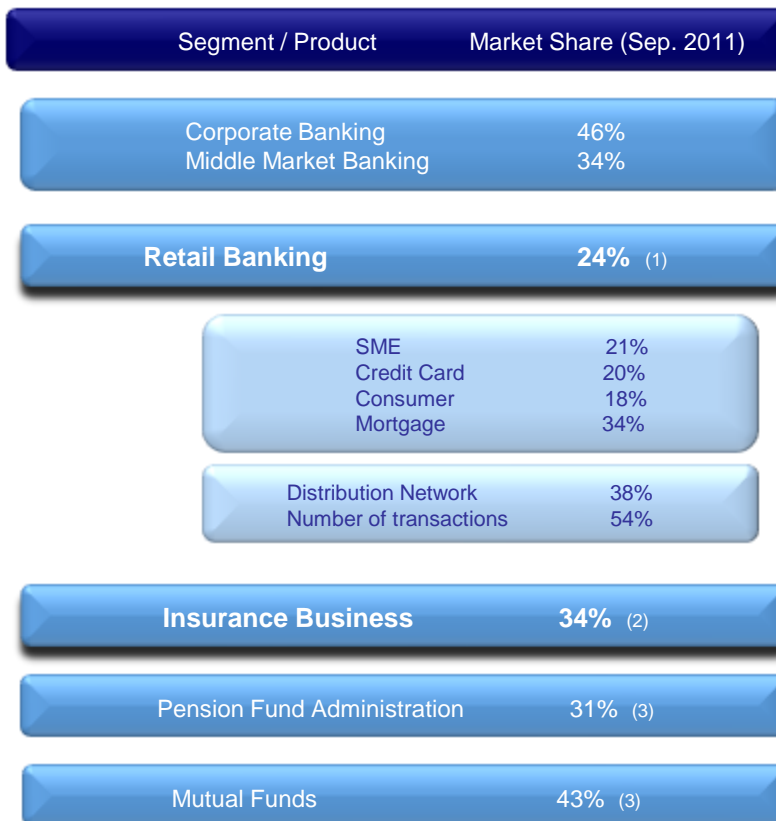 Segment / Product Market Share (Sep. 2011)
Corporate Banking 46%
Middle Market Banking 34%
Retail Banking 24% (1)
SME 21%
Credit Card 20%
Consumer 18%
Mortgage 34%
Distribution Network 38%
Number of transactions 54%
Insurance Business 34% (2)
Pension Fund Administration 31% (3)
Mutual Funds 43% (3)